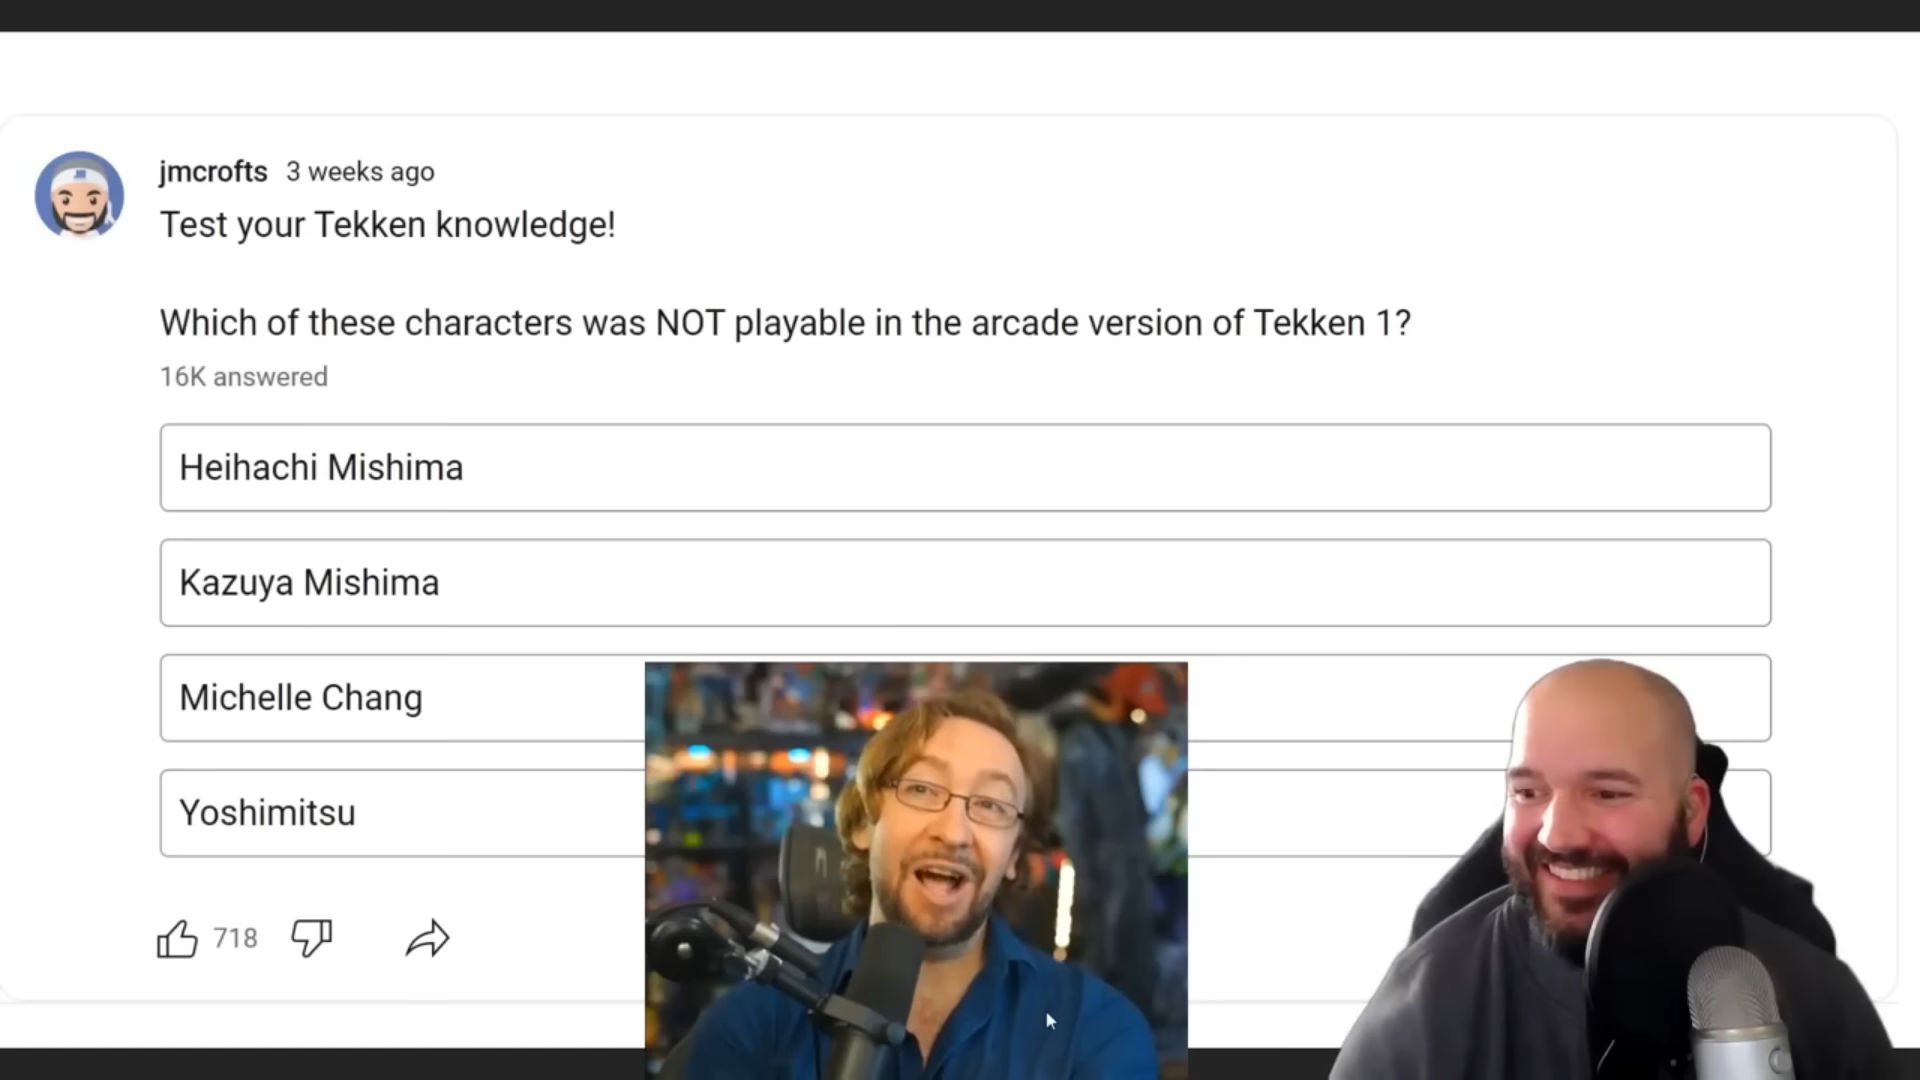 jmcrofts 3 weeks ago
Test your Tekken knowledge!
Which of these characters was NOT playable in the arcade version of Tekken 1?
16K answered
Heihachi Mishima
Kazuya Mishima
Michelle Chang
Yoshimitsu
718